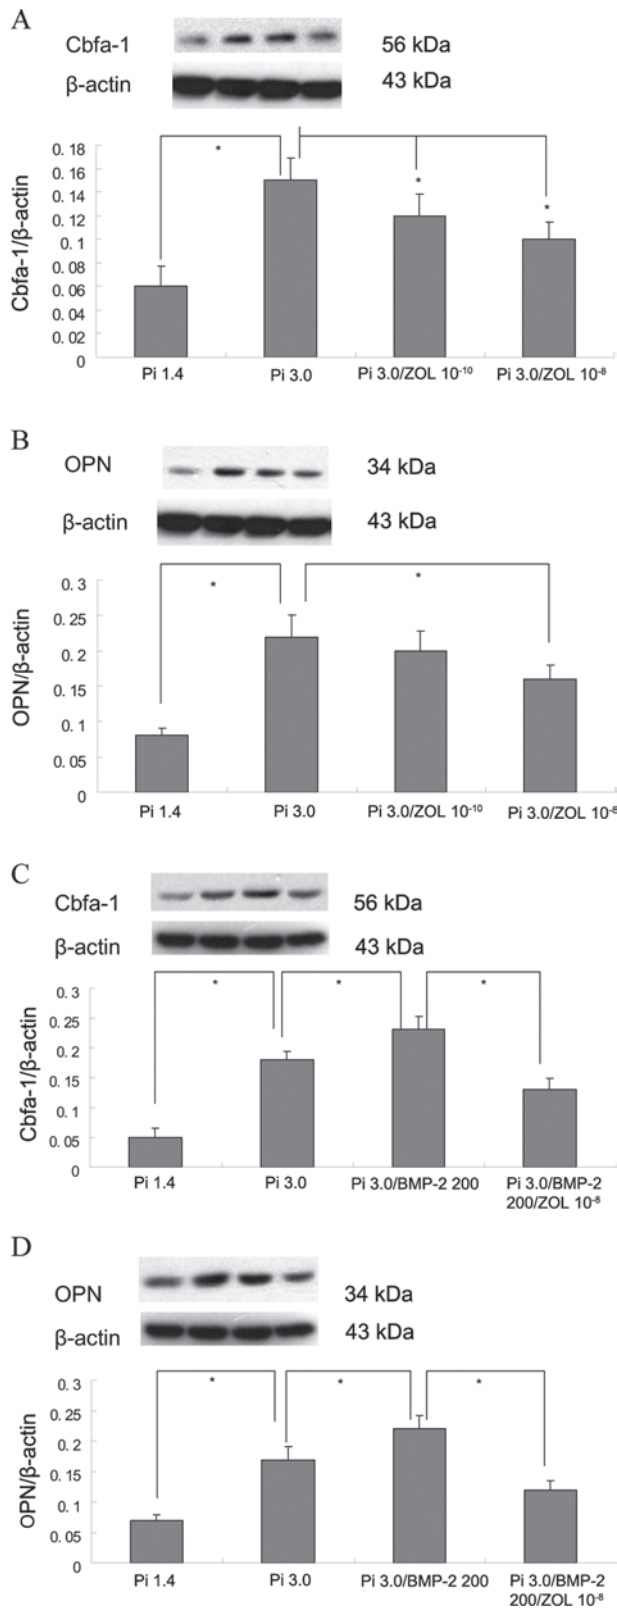 A
Cbfa-1 56 kDa
β-actin 43 kDa
Cbfa-1/β-actin
0. 18
0. 16
0. 14
0. 12
0. 1
0. 08
0. 06
0. 04
0. 02
0
*
*
*
Pi 1.4 Pi 3.0 Pi 3.0/ZOL 10⁻¹⁰ Pi 3.0/ZOL 10⁻⁸
B
OPN 34 kDa
β-actin 43 kDa
OPN/β-actin
0. 3
0. 25
0. 2
0. 15
0. 1
0. 05
0
*
*
Pi 1.4 Pi 3.0 Pi 3.0/ZOL 10⁻¹⁰ Pi 3.0/ZOL 10⁻⁸
C
Cbfa-1 56 kDa
β-actin 43 kDa
Cbfa-1/β-actin
0. 3
0. 25
0. 2
0. 15
0. 1
0. 05
0
* * *
Pi 1.4 Pi 3.0 Pi 3.0/BMP-2 200 Pi 3.0/BMP-2
200/ZOL 10⁻⁸
D
OPN 34 kDa
β-actin 43 kDa
OPN/β-actin
0. 3
0. 25
0. 2
0. 15
0. 1
0. 05
0
* * *
Pi 1.4 Pi 3.0 Pi 3.0/BMP-2 200 Pi 3.0/BMP-2
200/ZOL 10⁻⁸